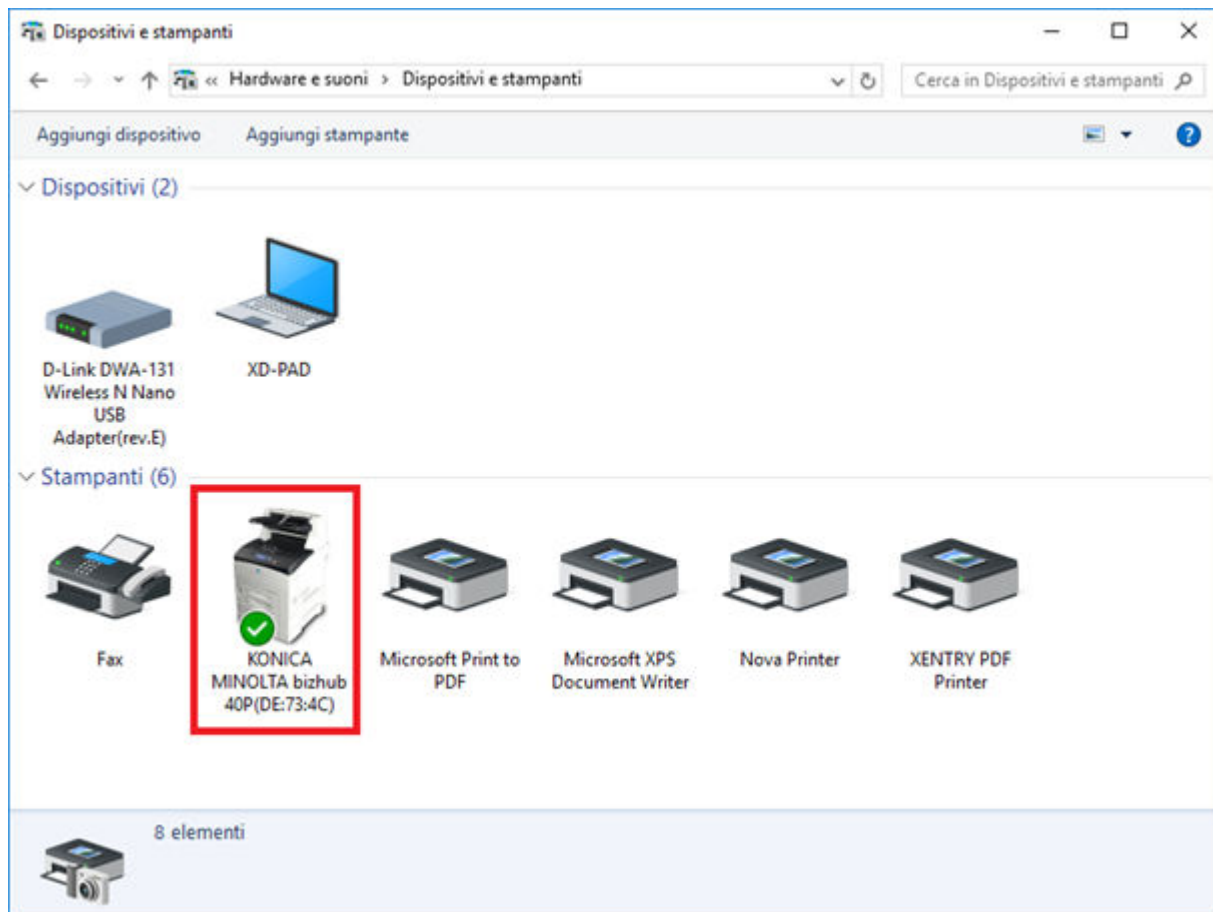 Dispositivi e stampanti
« Hardware e suoni › Dispositivi e stampanti
Cerca in Dispositivi e stampanti
Aggiungi dispositivo Aggiungi stampante
Dispositivi (2)
D-Link DWA-131
Wireless N Nano
USB
Adapter(rev.E)
XD-PAD
Stampanti (6)
Fax
KONICA
MINOLTA bizhub
40P(DE:73:4C)
Microsoft Print to
PDF
Microsoft XPS
Document Writer
Nova Printer
XENTRY PDF
Printer
8 elementi